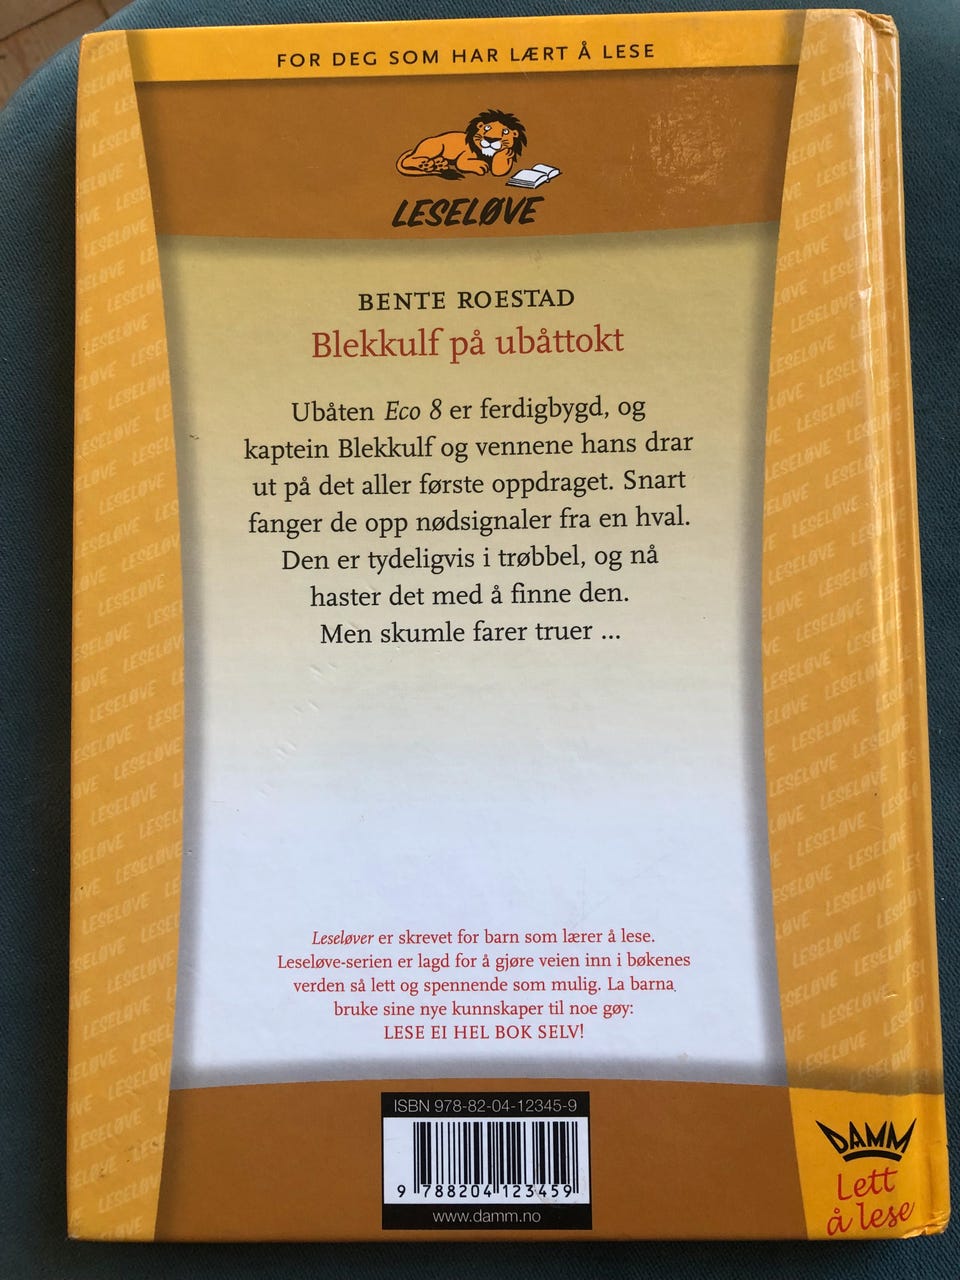 FOR DEG SOM HAR LÆRT Å LESE
LESELØVE
BENTE ROESTAD
Blekkulf på ubåttokt
Ubåten Eco 8 er ferdigbygd, og
kaptein Blekkulf og vennene hans drar
ut på det aller første oppdraget. Snart
fanger de opp nødsignaler fra en hval.
Den er tydeligvis i trøbbel, og nå
haster det med å finne den.
Men skumle farer truer ...
Leseløver er skrevet for barn som lærer å lese.
Leseløve-serien er lagd for å gjøre veien inn i bøkenes
verden så lett og spennende som mulig. La barna
bruke sine nye kunnskaper til noe gøy:
LESE EI HEL BOK SELV!
ISBN 978-82-04-12345-9
9 788204 123459
www.damm.no
DAMM
Lett
å lese